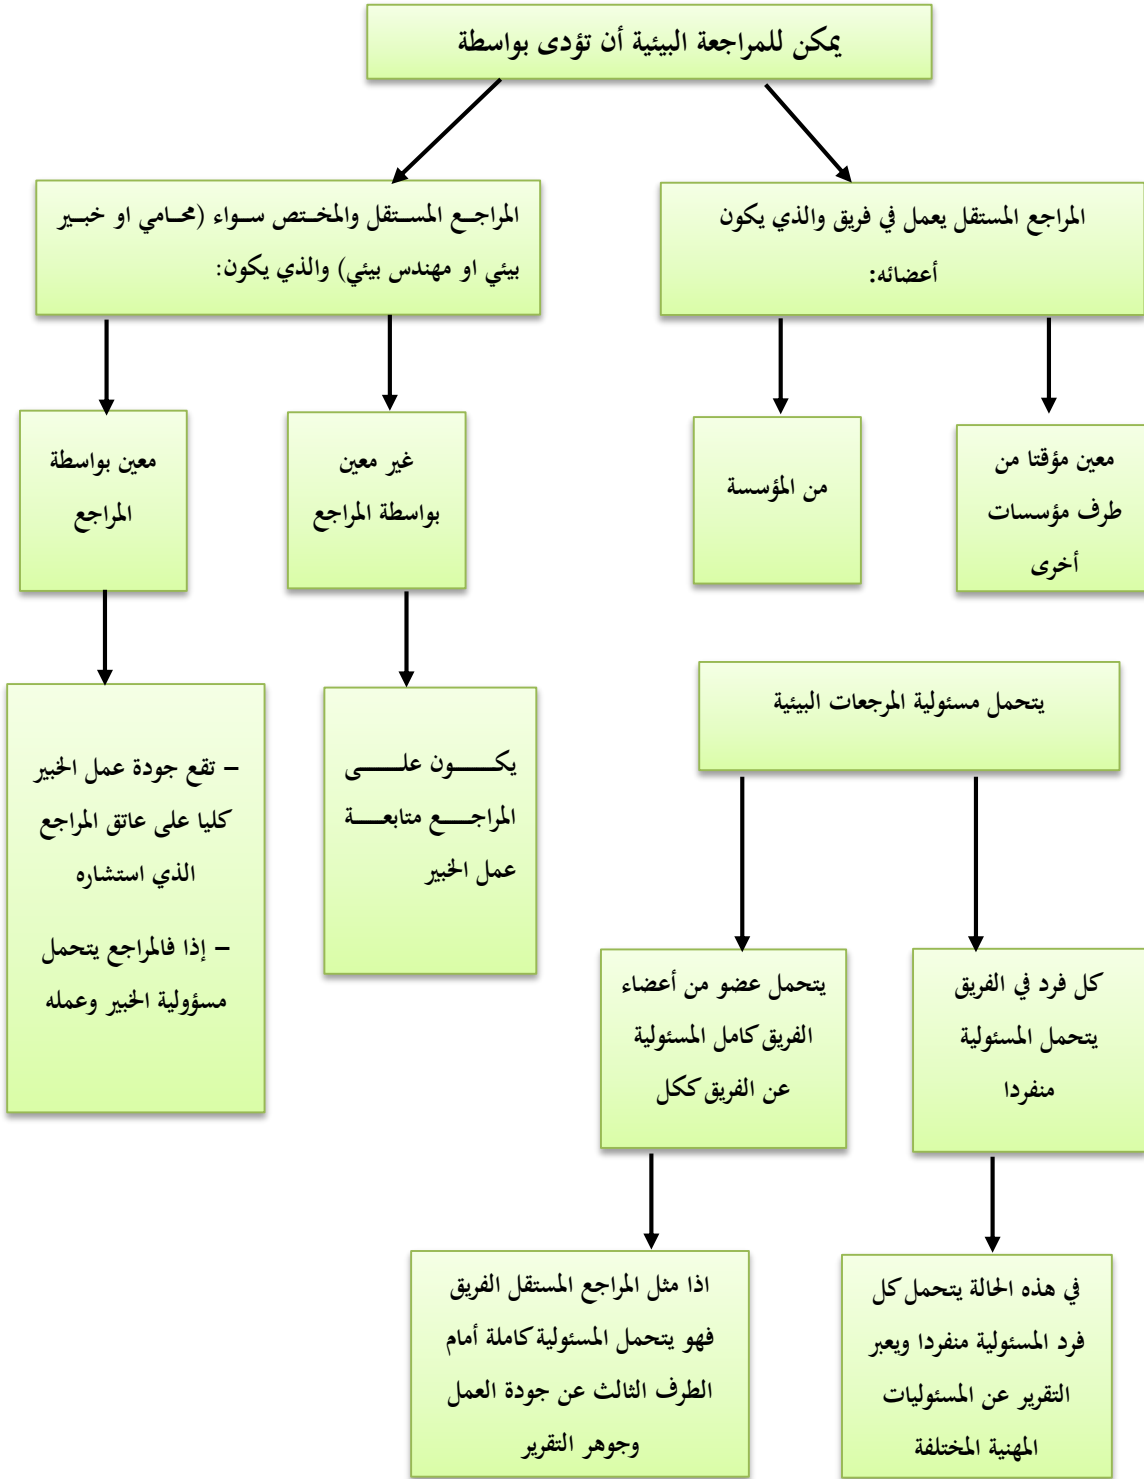 يمكن للمراجعة البيئية أن تؤدى بواسطة
المراجع المستقل يعمل في فريق والذي يكون
أعضائه:
المراجع المستقل والمختص سواء (محامي او خبير
بيئي او مهندس بيئي) والذي يكون:
معين مؤقتا من
طرف مؤسسات
أخرى
من المؤسسة
غير معين
بواسطة المراجع
معين بواسطة
المراجع
يتحمل مسئولية المرجعات البيئية
يكون على
المراجع متابعة
عمل الخبير
– تقع جودة عمل الخبير
كليا على عاتق المراجع
الذي استشاره
– إذا فالمراجع يتحمل
مسؤولية الخبير وعمله
كل فرد في الفريق
يتحمل المسئولية
منفردا
يتحمل عضو من أعضاء
الفريق كامل المسئولية
عن الفريق ككل
في هذه الحالة يتحمل كل
فرد المسئولية منفردا ويعبر
التقرير عن المسئوليات
المهنية المختلفة
اذا مثل المراجع المستقل الفريق
فهو يتحمل المسئولية كاملة أمام
الطرف الثالث عن جودة العمل
وجوهر التقرير